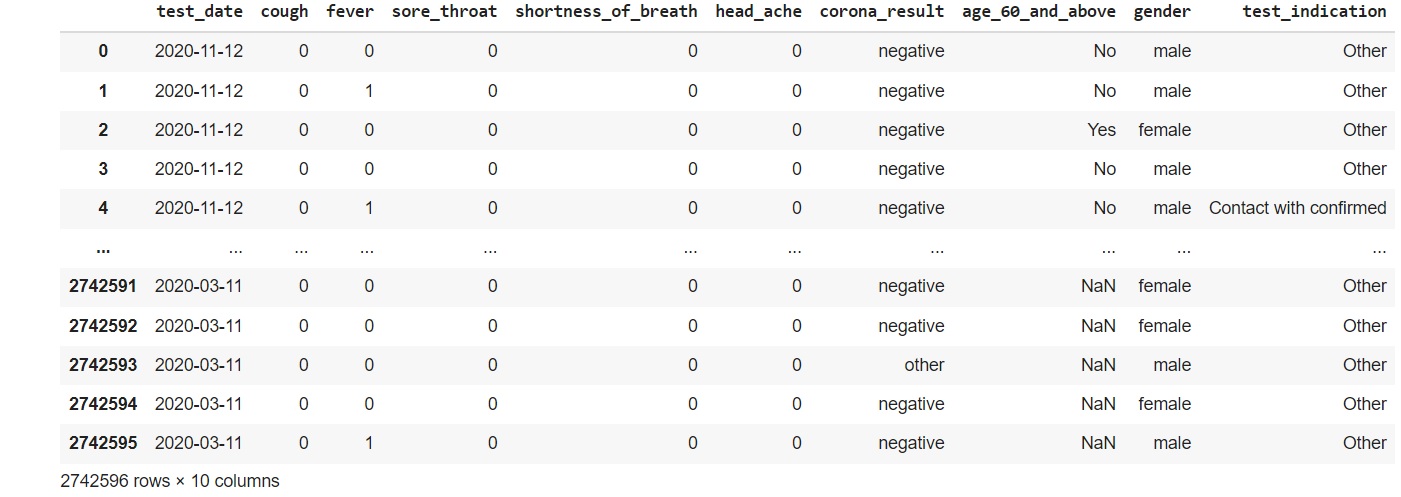 test_date cough fever sore_throat shortness_of_breath head_ache corona_result age_60_and_above gender test_indication
0 2020-11-12 0 0 0 0 0 negative No male Other
1 2020-11-12 0 1 0 0 0 negative No male Other
2 2020-11-12 0 0 0 0 0 negative Yes female Other
3 2020-11-12 0 0 0 0 0 negative No male Other
4 2020-11-12 0 1 0 0 0 negative No male Contact with confirmed
... ... ... ... ... ... ... ... ... ... ...
2742591 2020-03-11 0 0 0 0 0 negative NaN female Other
2742592 2020-03-11 0 0 0 0 0 negative NaN female Other
2742593 2020-03-11 0 0 0 0 0 other NaN male Other
2742594 2020-03-11 0 0 0 0 0 negative NaN female Other
2742595 2020-03-11 0 1 0 0 0 negative NaN male Other
2742596 rows × 10 columns